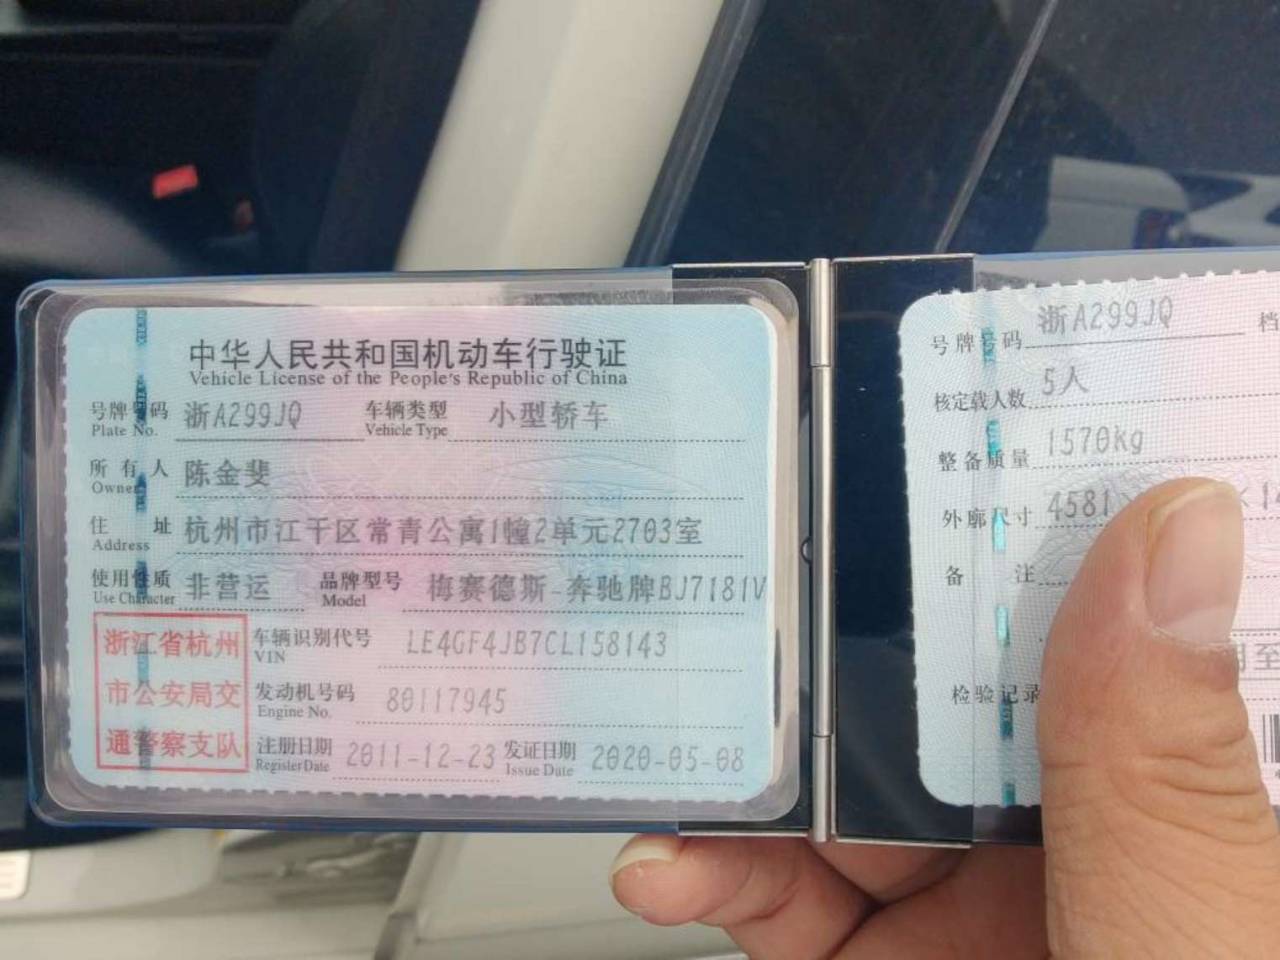 中华人民共和国机动车行驶证
Vehicle License of the People's Republic of China
号牌号码 浙A299JQ 车辆类型 小型轿车
Plate No. Vehicle Type
所有人 陈金斐
Owner
住址 杭州市江干区常青公寓1幢2单元2703室
Address
使用性质 非营运 品牌型号 梅赛德斯-奔驰牌BJ7181V
Use Character Model
浙江省杭州
市公安局交
通警察支队
车辆识别代号 LE4GF4JB7CL158143
VIN
发动机号码 80117945
Engine No.
注册日期 2011-12-23 发证日期 2020-05-08
Register Date Issue Date
号牌号码 浙A299JQ 档
核定载人数 5人
整备质量 1570kg
外廓尺寸 4581 ×14
备注
月至
检验记录